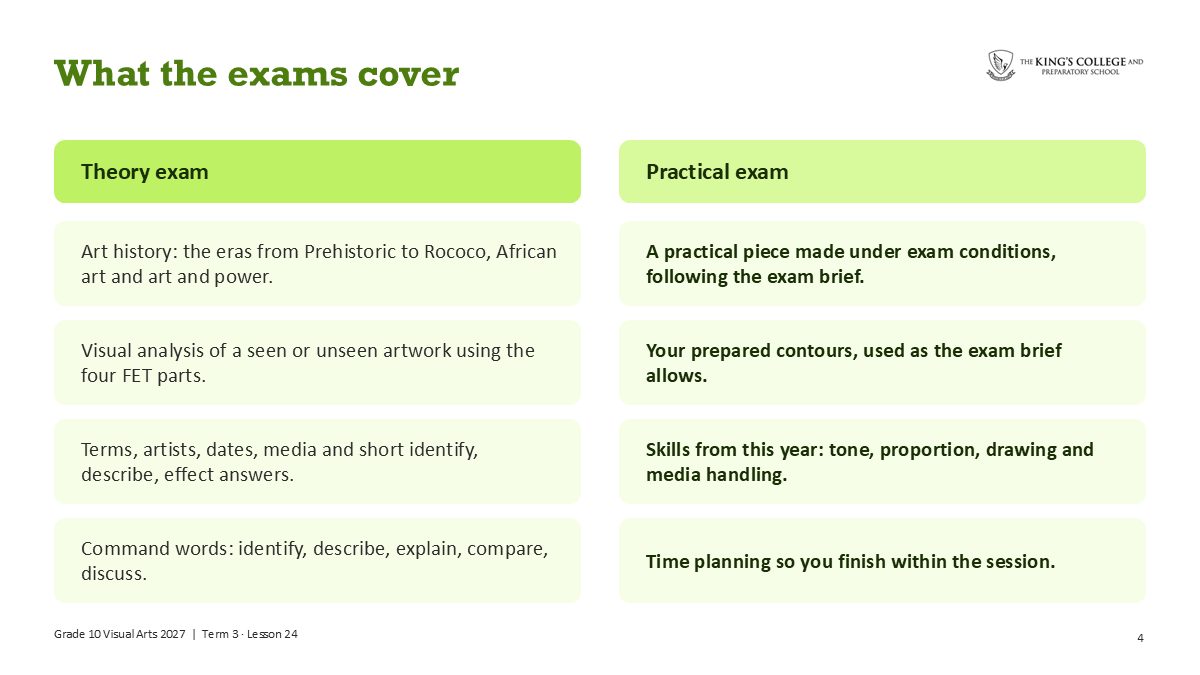 What the exams cover
THE KING'S COLLEGE AND
PREPARATORY SCHOOL
Theory exam
Art history: the eras from Prehistoric to Rococo, African
art and art and power.
Visual analysis of a seen or unseen artwork using the
four FET parts.
Terms, artists, dates, media and short identify,
describe, effect answers.
Command words: identify, describe, explain, compare,
discuss.
Practical exam
A practical piece made under exam conditions,
following the exam brief.
Your prepared contours, used as the exam brief
allows.
Skills from this year: tone, proportion, drawing and
media handling.
Time planning so you finish within the session.
Grade 10 Visual Arts 2027 | Term 3 · Lesson 24
4